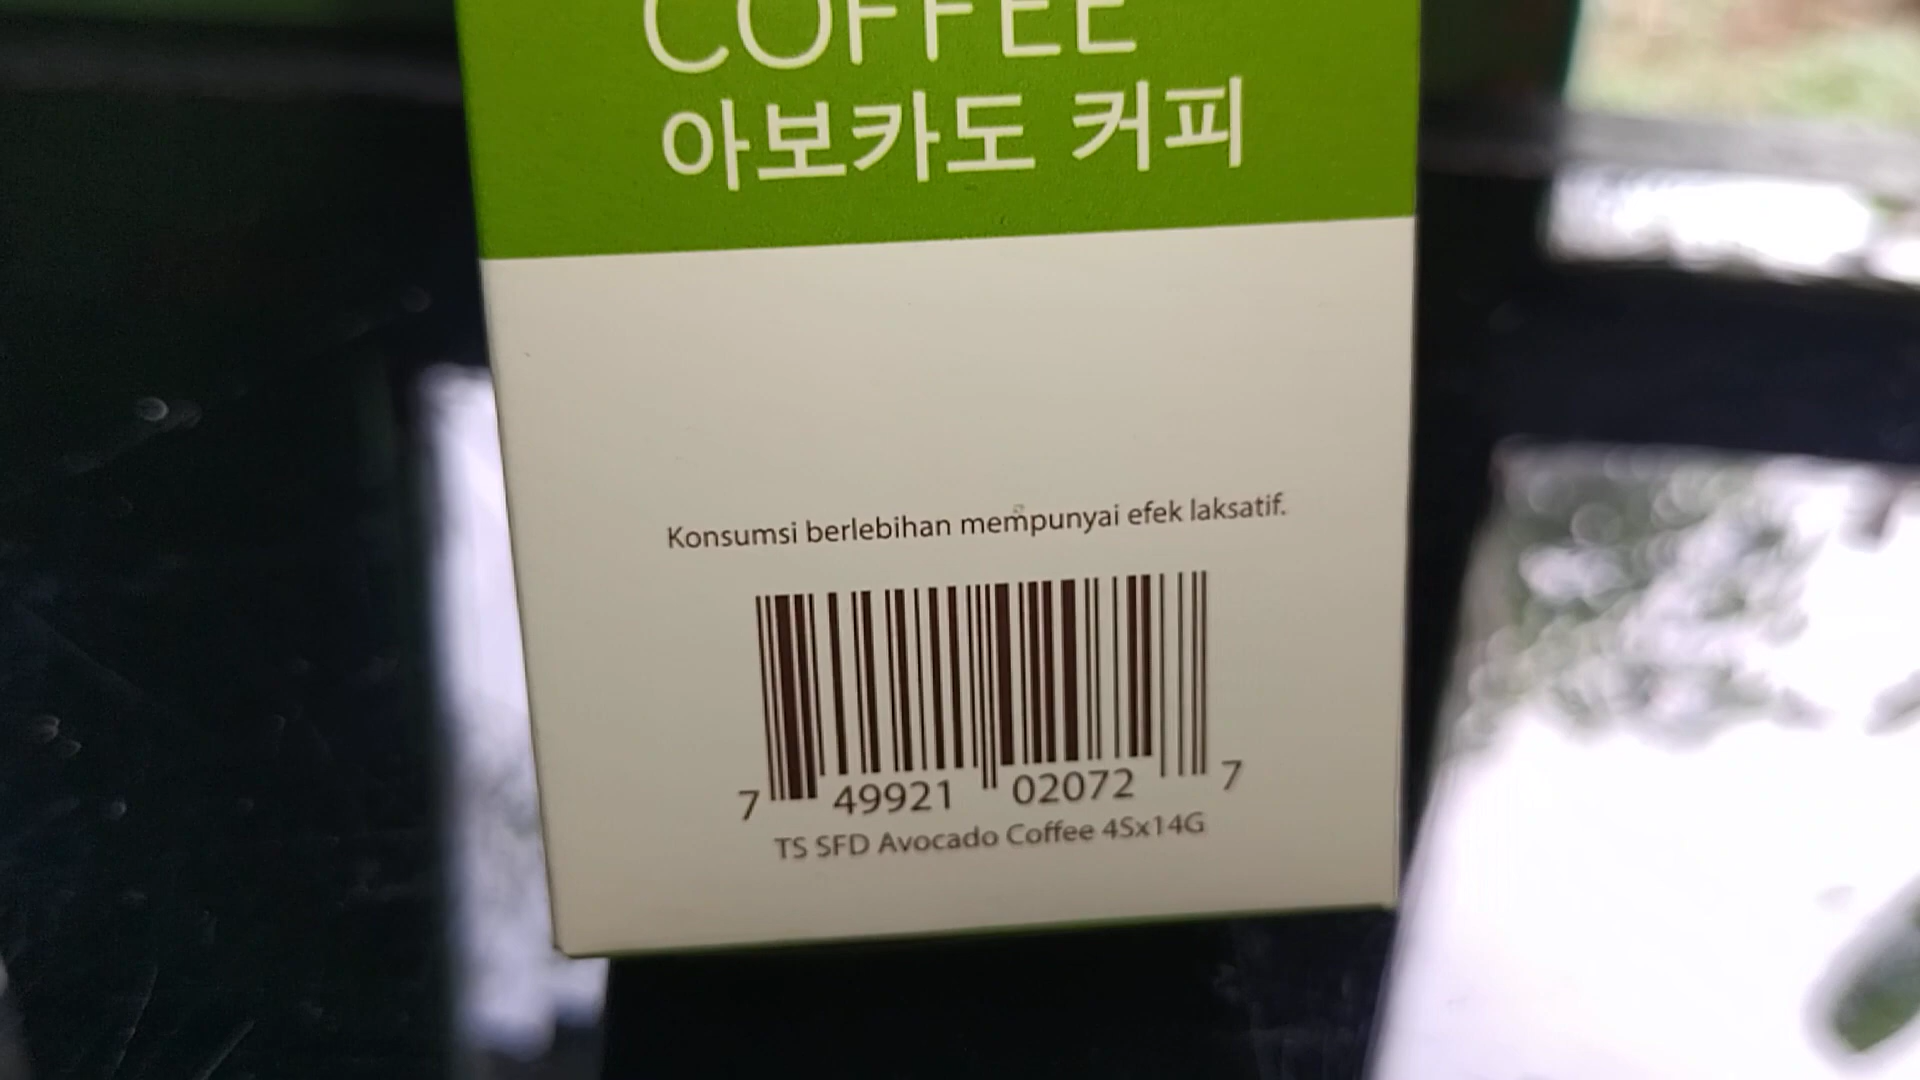 COFFEE
아보카도 커피
Konsumsi berlebihan mempunyai efek laksatif.
7 49921 02072 7
TS SFD Avocado Coffee 4Sx14G